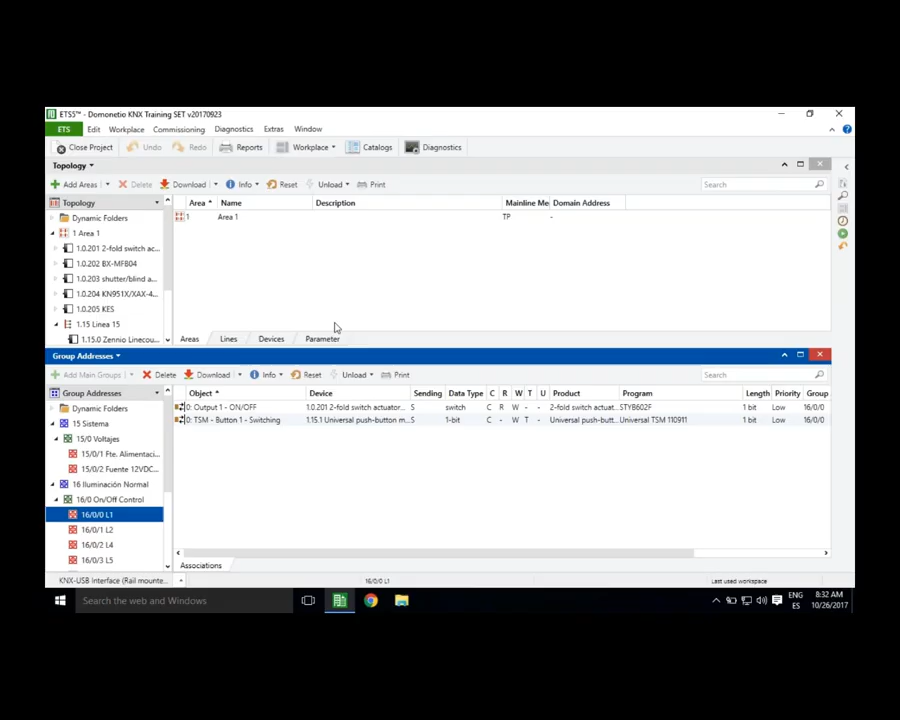 ETS5™ - Domonetio KNX Training SET v20170923
ETS Edit Workplace Commissioning Diagnostics Extras Window
Close Project Undo Redo Reports Workplace Catalogs Diagnostics
Topology
Add Areas Delete Download Info Reset Unload Print Search
Topology
Area Name Description Mainline Me Domain Address
Dynamic Folders
1 Area 1 TP -
1 Area 1
1.0.201 2-fold switch ac...
1.0.202 BX-MFB04
1.0.203 shutter/blind a...
1.0.204 KN951X/XAX-4...
1.0.205 KES
1.15 Linea 15
1.15.0 Zennio Linecou...
Areas Lines Devices Parameter
Group Addresses
Add Main Groups Delete Download Info Reset Unload Print Search
Group Addresses
Object Device Sending Data Type C R W T U Product Program Length Priority Group
Dynamic Folders
0: Output 1 - ON/OFF 1.0.201 2-fold switch actuator... S switch C R W - - 2-fold switch actuat... STYB602F 1 bit Low 16/0/0
0: TSM - Button 1 - Switching 1.15.1 Universal push-button m... S 1-bit C - W T - Universal push-butt... Universal TSM 110911 1 bit Low 16/0/0
15 Sistema
15/0 Voltajes
15/0/1 Fte. Alimentaci...
15/0/2 Fuente 12VDC...
16 Iluminación Normal
16/0 On/Off Control
16/0/0 L1
16/0/1 L2
16/0/2 L4
16/0/3 L5
Associations
KNX-USB Interface (Rail mounte... 16/0/0 L1 Last used workspace
Search the web and Windows
ENG
ES
8:32 AM
10/26/2017